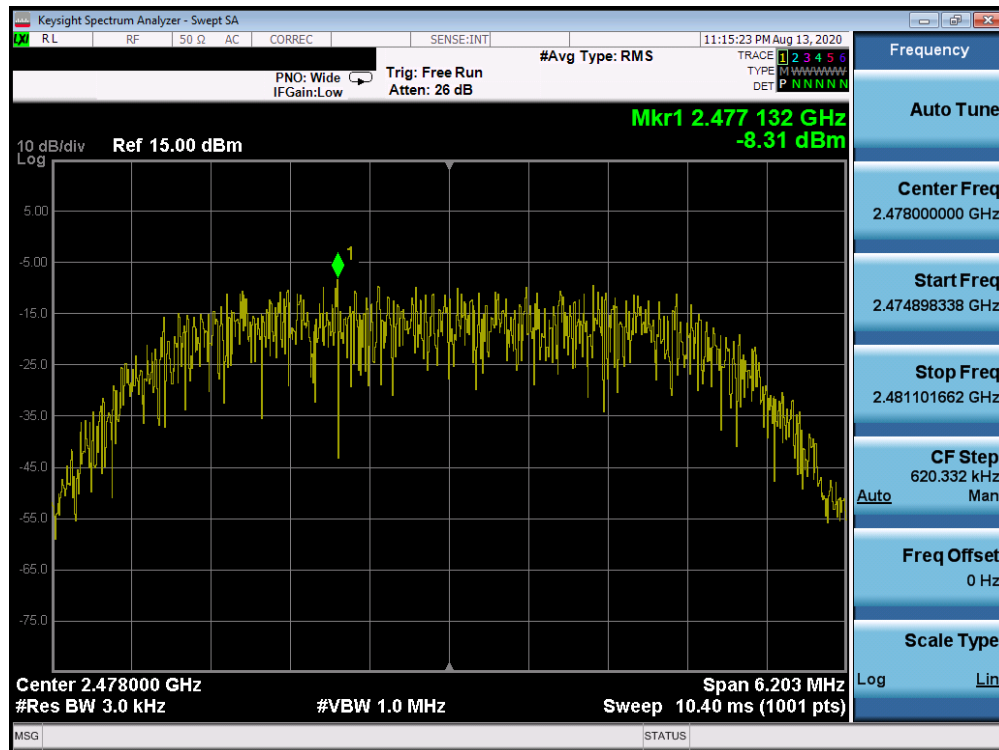 Keysight Spectrum Analyzer - Swept SA
LXI RL RF 50 Ω AC CORREC SENSE:INT 11:15:23 PM Aug 13, 2020
#Avg Type: RMS TRACE 1 2 3 4 5 6
PNO: Wide Trig: Free Run TYPE M WWWWW
IFGain:Low Atten: 26 dB DET P N N N N N
Mkr1 2.477 132 GHz
-8.31 dBm
10 dB/div Ref 15.00 dBm
Log
1
5.00
-5.00
-15.0
-25.0
-35.0
-45.0
-55.0
-65.0
-75.0
Center 2.478000 GHz Span 6.203 MHz
#Res BW 3.0 kHz #VBW 1.0 MHz Sweep 10.40 ms (1001 pts)
MSG STATUS
Frequency
Auto Tune
Center Freq
2.478000000 GHz
Start Freq
2.474898338 GHz
Stop Freq
2.481101662 GHz
CF Step
620.332 kHz
Auto Man
Freq Offset
0 Hz
Scale Type
Log Lin